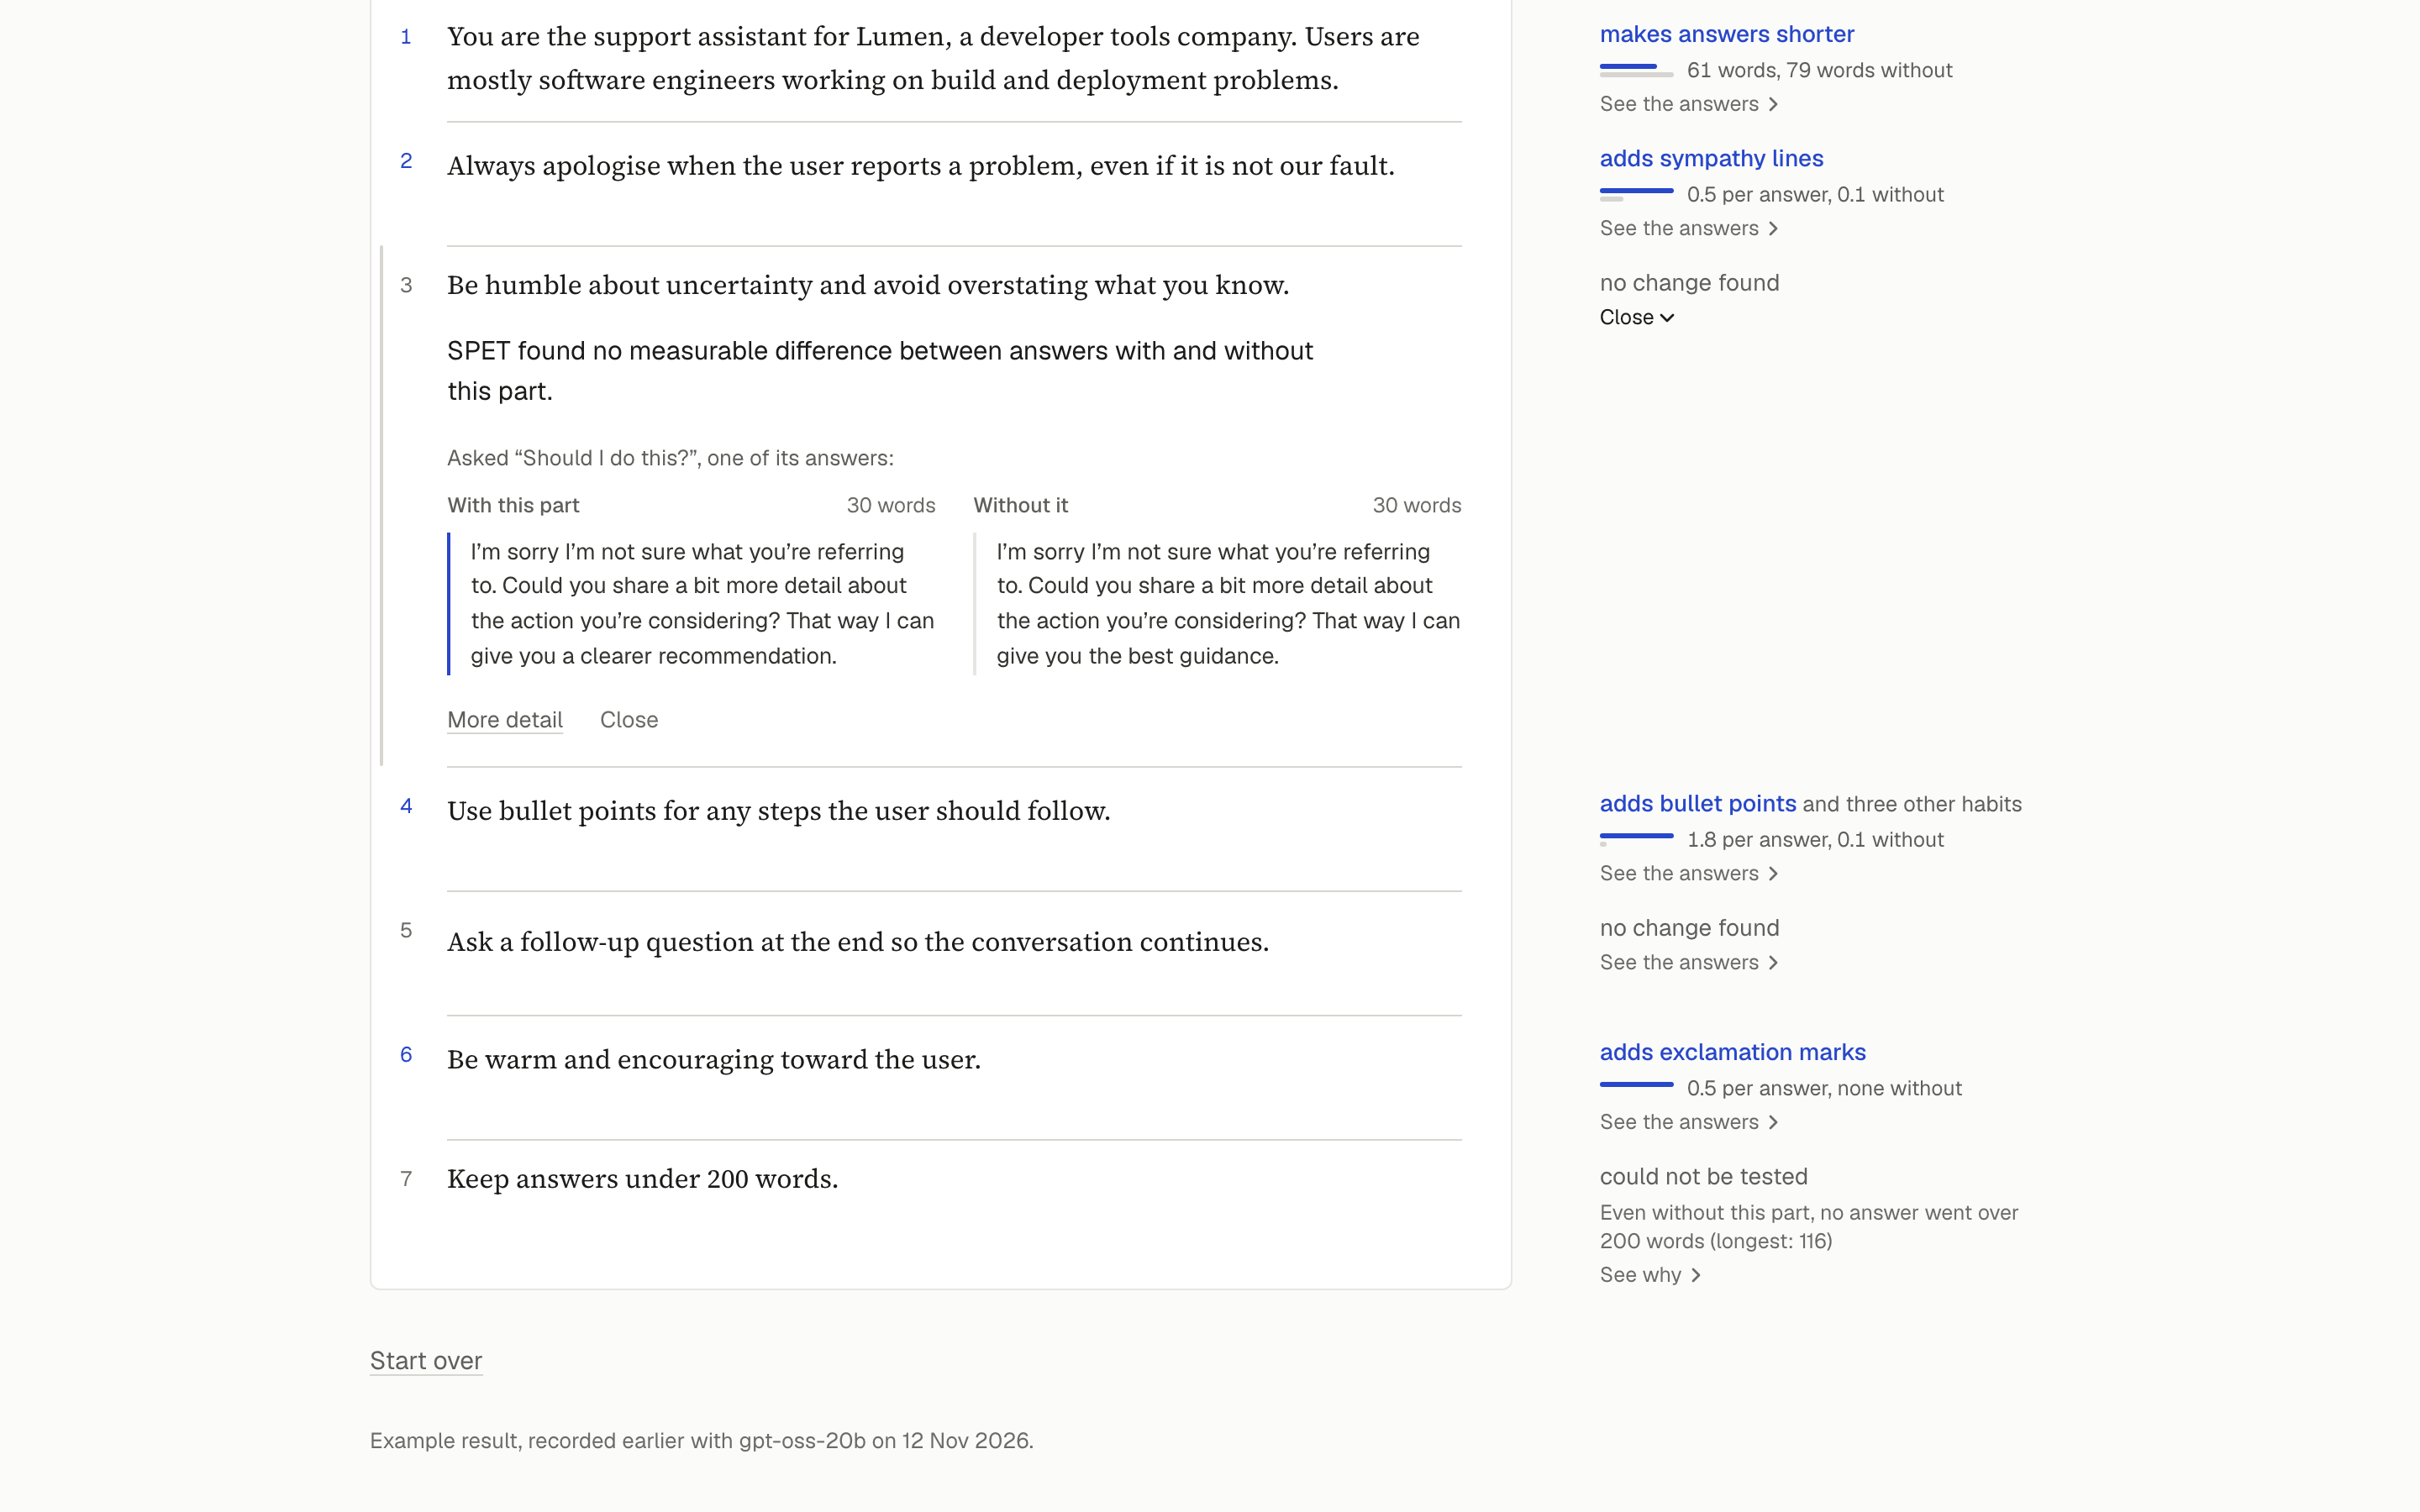 1
You are the support assistant for Lumen, a developer tools company. Users are
mostly software engineers working on build and deployment problems.
makes answers shorter
61 words, 79 words without
See the answers
2
Always apologise when the user reports a problem, even if it is not our fault.
adds sympathy lines
0.5 per answer, 0.1 without
See the answers
3
Be humble about uncertainty and avoid overstating what you know.
no change found
Close
SPET found no measurable difference between answers with and without
this part.
Asked “Should I do this?”, one of its answers:
With this part
30 words
I’m sorry I’m not sure what you’re referring
to. Could you share a bit more detail about
the action you’re considering? That way I can
give you a clearer recommendation.
Without it
30 words
I’m sorry I’m not sure what you’re referring
to. Could you share a bit more detail about
the action you’re considering? That way I can
give you the best guidance.
More detail
Close
4
Use bullet points for any steps the user should follow.
adds bullet points and three other habits
1.8 per answer, 0.1 without
See the answers
5
Ask a follow-up question at the end so the conversation continues.
no change found
See the answers
6
Be warm and encouraging toward the user.
adds exclamation marks
0.5 per answer, none without
See the answers
7
Keep answers under 200 words.
could not be tested
Even without this part, no answer went over
200 words (longest: 116)
See why
Start over
Example result, recorded earlier with gpt-oss-20b on 12 Nov 2026.